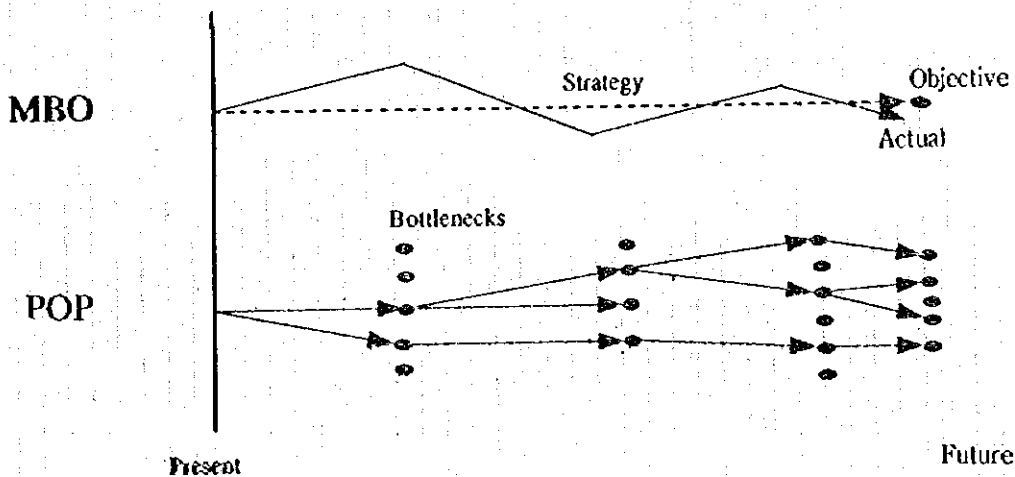 Strategy
Objective
MBO
Actual
Bottlenecks
POP
Present
Future